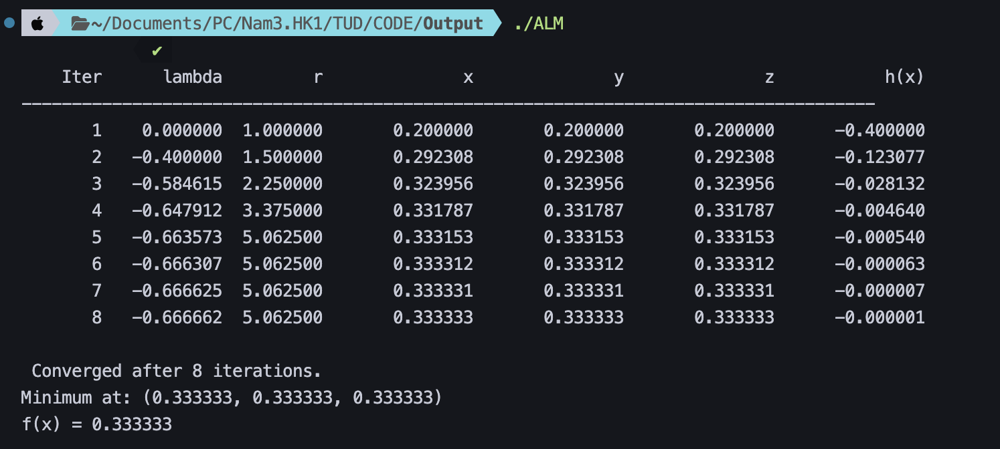 ~/Documents/PC/Nam3.HK1/TUD/CODE/Output ./ALM
✔
Iter lambda r x y z h(x)
-------------------------------------------------------------------------------------
1 0.000000 1.000000 0.200000 0.200000 0.200000 -0.400000
2 -0.400000 1.500000 0.292308 0.292308 0.292308 -0.123077
3 -0.584615 2.250000 0.323956 0.323956 0.323956 -0.028132
4 -0.647912 3.375000 0.331787 0.331787 0.331787 -0.004640
5 -0.663573 5.062500 0.333153 0.333153 0.333153 -0.000540
6 -0.666307 5.062500 0.333312 0.333312 0.333312 -0.000063
7 -0.666625 5.062500 0.333331 0.333331 0.333331 -0.000007
8 -0.666662 5.062500 0.333333 0.333333 0.333333 -0.000001
Converged after 8 iterations.
Minimum at: (0.333333, 0.333333, 0.333333)
f(x) = 0.333333